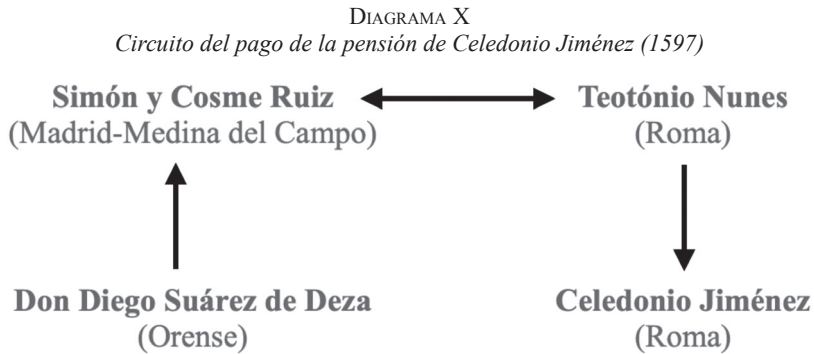 Diagrama X
Circuito del pago de la pensión de Celedonio Jiménez (1597)
Simón y Cosme Ruiz
(Madrid-Medina del Campo)
Teotónio Nunes
(Roma)
Don Diego Suárez de Deza
(Orense)
Celedonio Jiménez
(Roma)